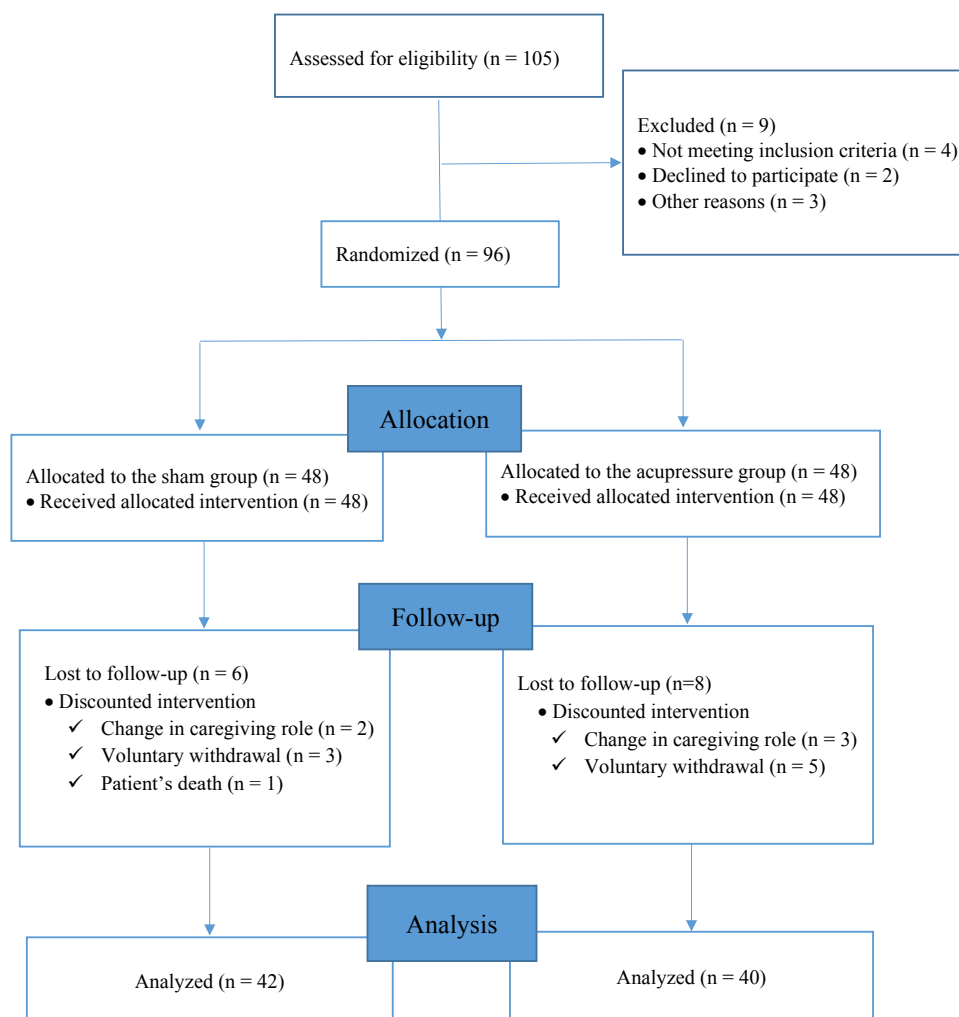 Assessed for eligibility (n = 105)
Excluded (n = 9)
• Not meeting inclusion criteria (n = 4)
• Declined to participate (n = 2)
• Other reasons (n = 3)
Randomized (n = 96)
Allocation
Allocated to the sham group (n = 48)
• Received allocated intervention (n = 48)
Allocated to the acupressure group (n = 48)
• Received allocated intervention (n = 48)
Follow-up
Lost to follow-up (n = 6)
• Discounted intervention
✓ Change in caregiving role (n = 2)
✓ Voluntary withdrawal (n = 3)
✓ Patient’s death (n = 1)
Lost to follow-up (n=8)
• Discounted intervention
✓ Change in caregiving role (n = 3)
✓ Voluntary withdrawal (n = 5)
Analysis
Analyzed (n = 42)
Analyzed (n = 40)